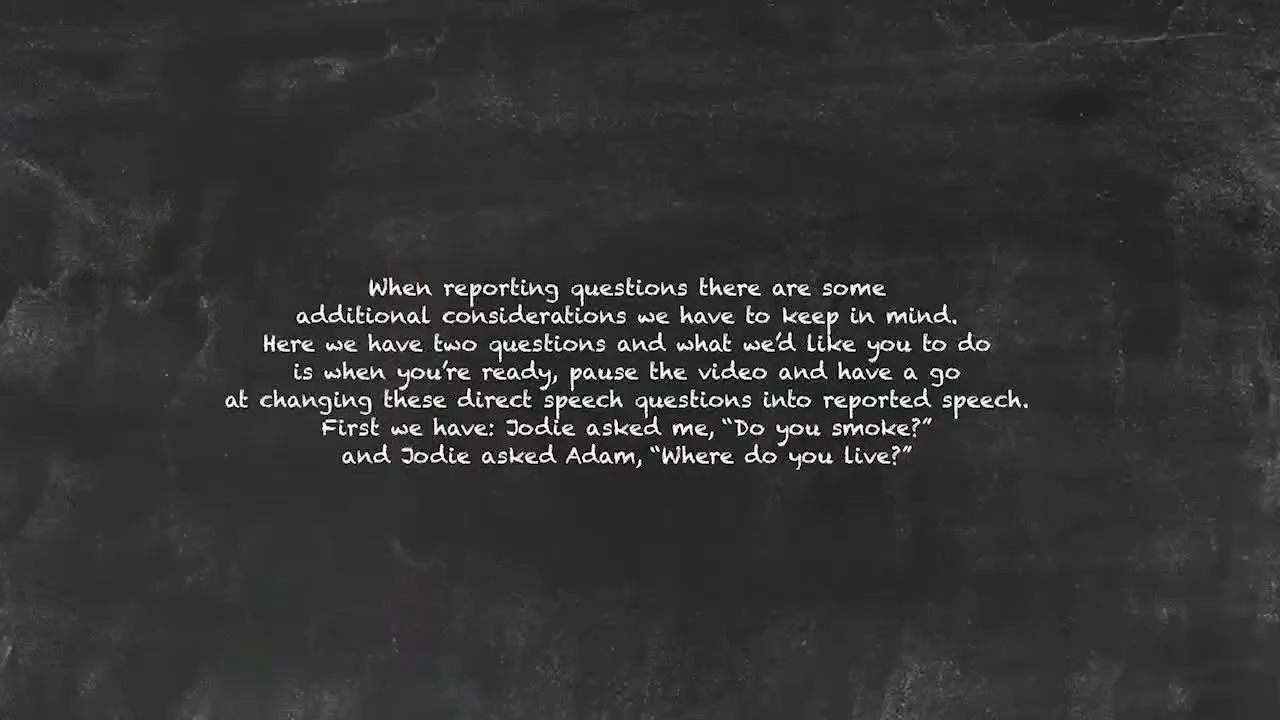 When reporting questions there are some
additional considerations we have to keep in mind.
Here we have two questions and what we'd like you to do
is when you're ready, pause the video and have a go
at changing these direct speech questions into reported speech.
First we have: Jodie asked me, “Do you smoke?”
and Jodie asked Adam, “Where do you live?”